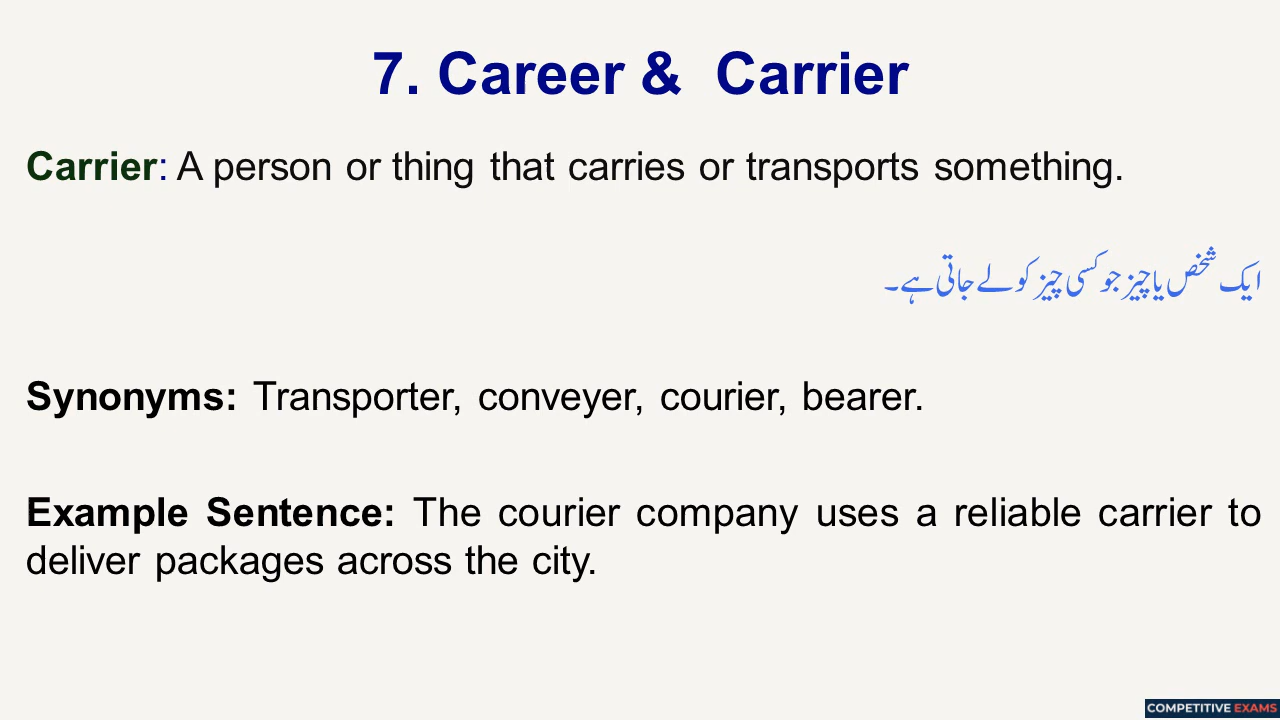 7. Career & Carrier
Carrier: A person or thing that carries or transports something.
ایک شخص یا چیز جو کسی چیز کو لے جاتی ہے۔
Synonyms: Transporter, conveyer, courier, bearer.
Example Sentence: The courier company uses a reliable carrier to
deliver packages across the city.
COMPETITIVE EXAMS